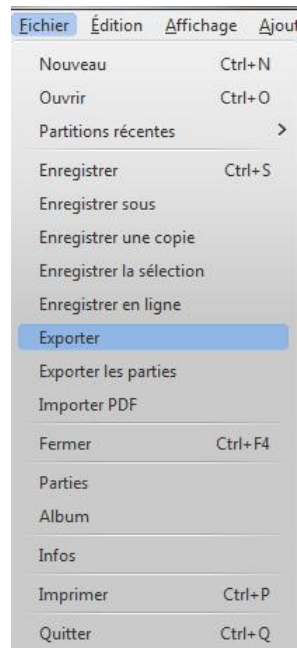 Fichier Édition Affichage Ajout
Nouveau Ctrl+N
Ouvrir Ctrl+O
Partitions récentes >
Enregistrer Ctrl+S
Enregistrer sous
Enregistrer une copie
Enregistrer la sélection
Enregistrer en ligne
Exporter
Exporter les parties
Importer PDF
Fermer Ctrl+F4
Parties
Album
Infos
Imprimer Ctrl+P
Quitter Ctrl+Q